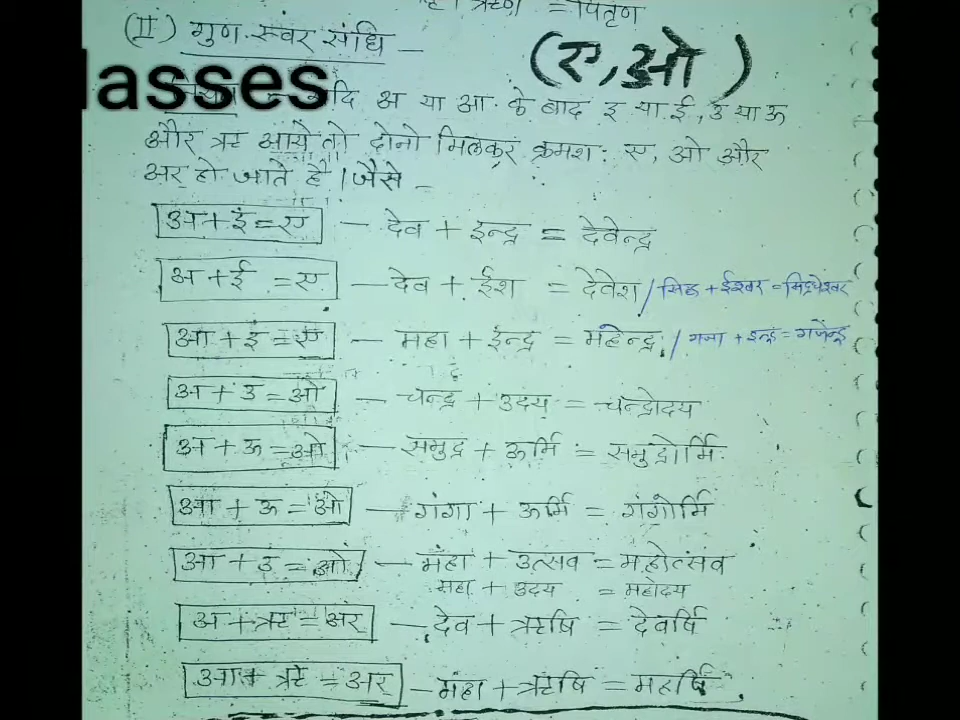 है। ऋण = पितृण
(II) गुण स्वर संधि -
(ए, ओ)
lasses
यदि अ या आ के बाद इ या ई, उ या ऊ
और ऋ आये तो दोनो मिलकर क्रमश: ए, ओ और
अर हो जाते है। जैसे -
अ + इ = ए - देव + इन्द्र = देवेन्द्र
अ + ई = ए - देव + ईश = देवेश / सिद्ध + ईश्वर = सिद्धेश्वर
आ + इ = ए - महा + इन्द्र = महेन्द्र / गजा + इन्द्र = गजेन्द्र
अ + उ = ओ - चन्द्र + उदय = चन्द्रोदय
अ + ऊ = ओ - समुद्र + ऊर्मि = समुद्रोर्मि
आ + ऊ = ओ - गंगा + ऊर्मि = गंगोर्मि
आ + उ = ओ - महा + उत्सव = महोत्सव
महा + उदय = महोदय
अ + ऋ = अर - देव + ऋषि = देवर्षि
आ + ऋ = अर - महा + ऋषि = महर्षि